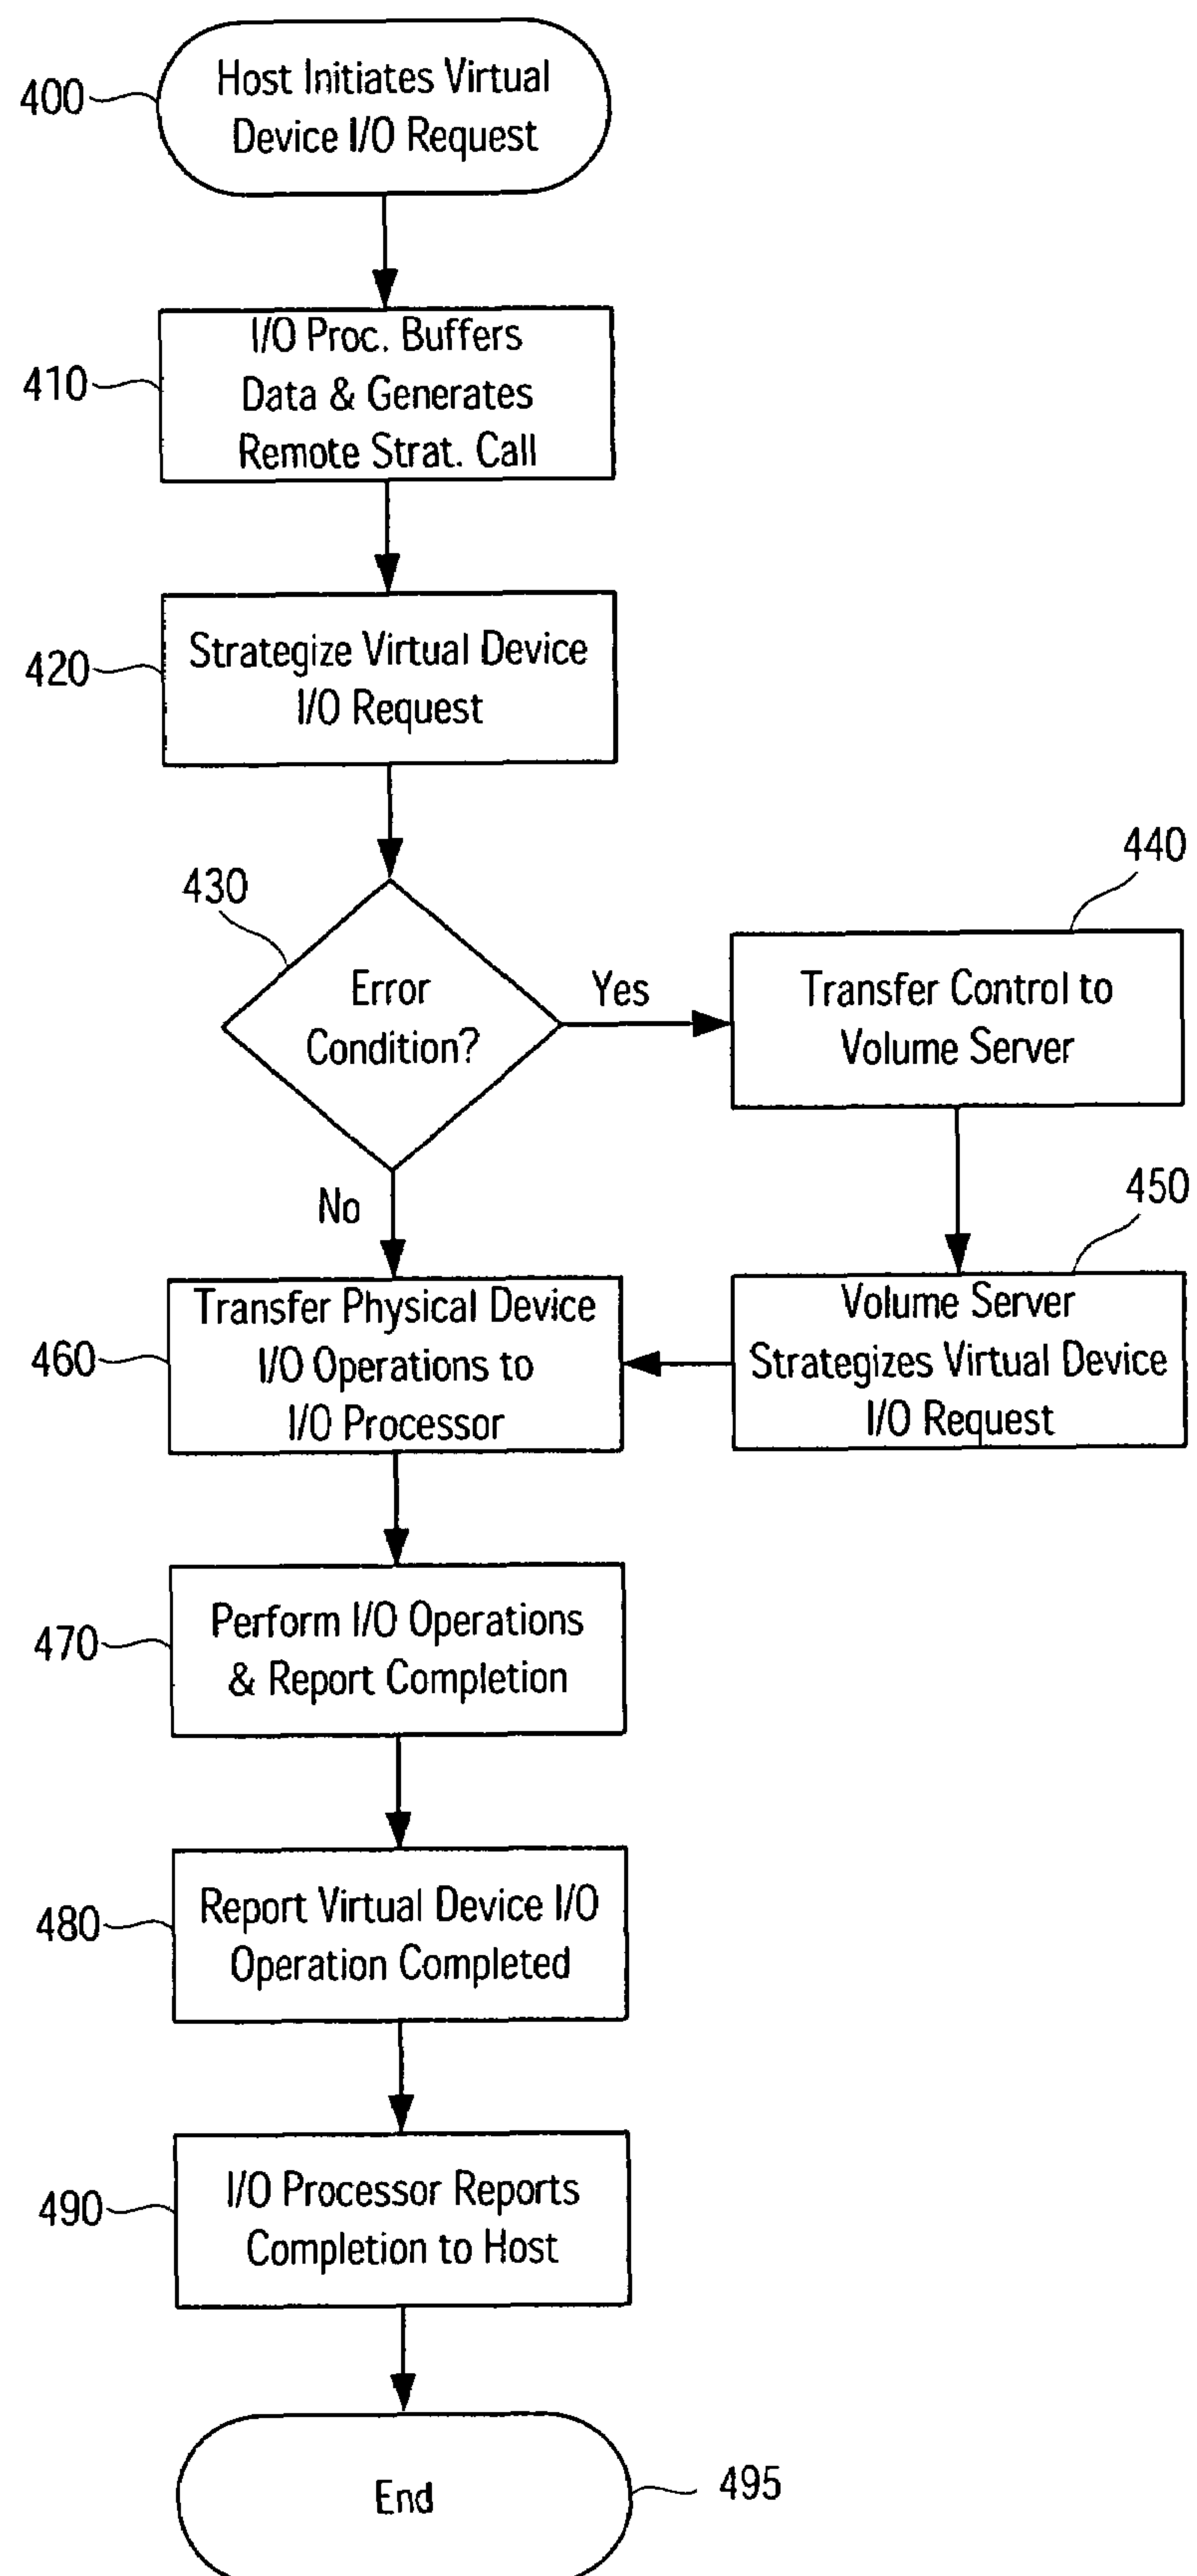 400
Host Initiates Virtual
Device I/O Request
410
I/O Proc. Buffers
Data & Generates
Remote Strat. Call
420
Strategize Virtual Device
I/O Request
430
Error
Condition?
Yes
No
440
Transfer Control to
Volume Server
450
Volume Server
Strategizes Virtual Device
I/O Request
460
Transfer Physical Device
I/O Operations to
I/O Processor
470
Perform I/O Operations
& Report Completion
480
Report Virtual Device I/O
Operation Completed
490
I/O Processor Reports
Completion to Host
End
495